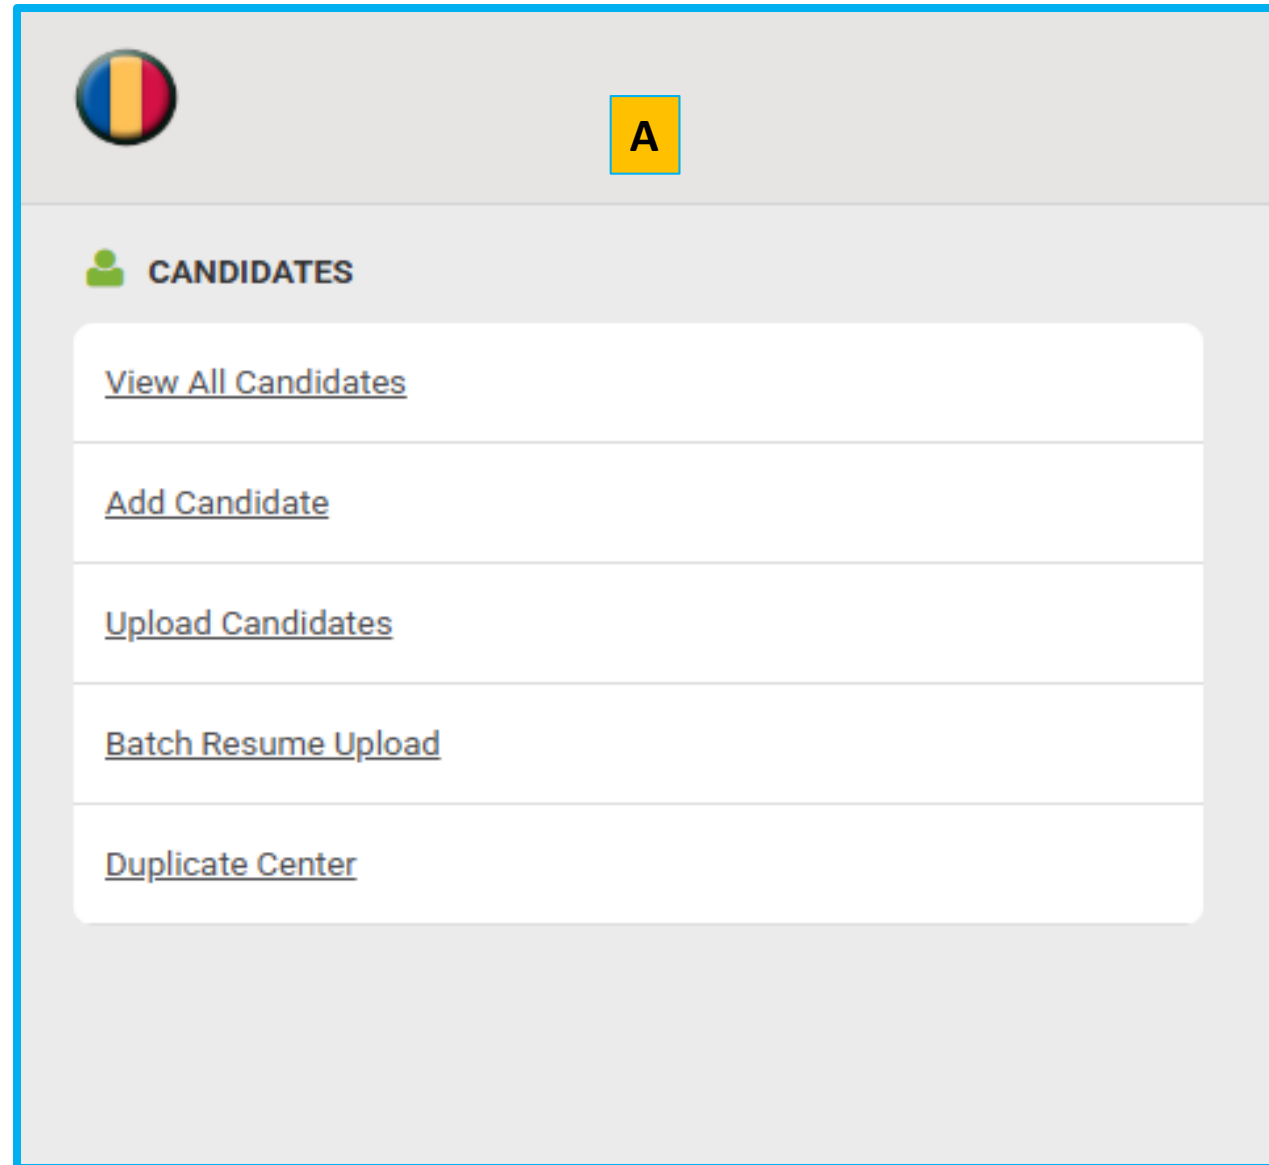 A
CANDIDATES
View All Candidates
Add Candidate
Upload Candidates
Batch Resume Upload
Duplicate Center